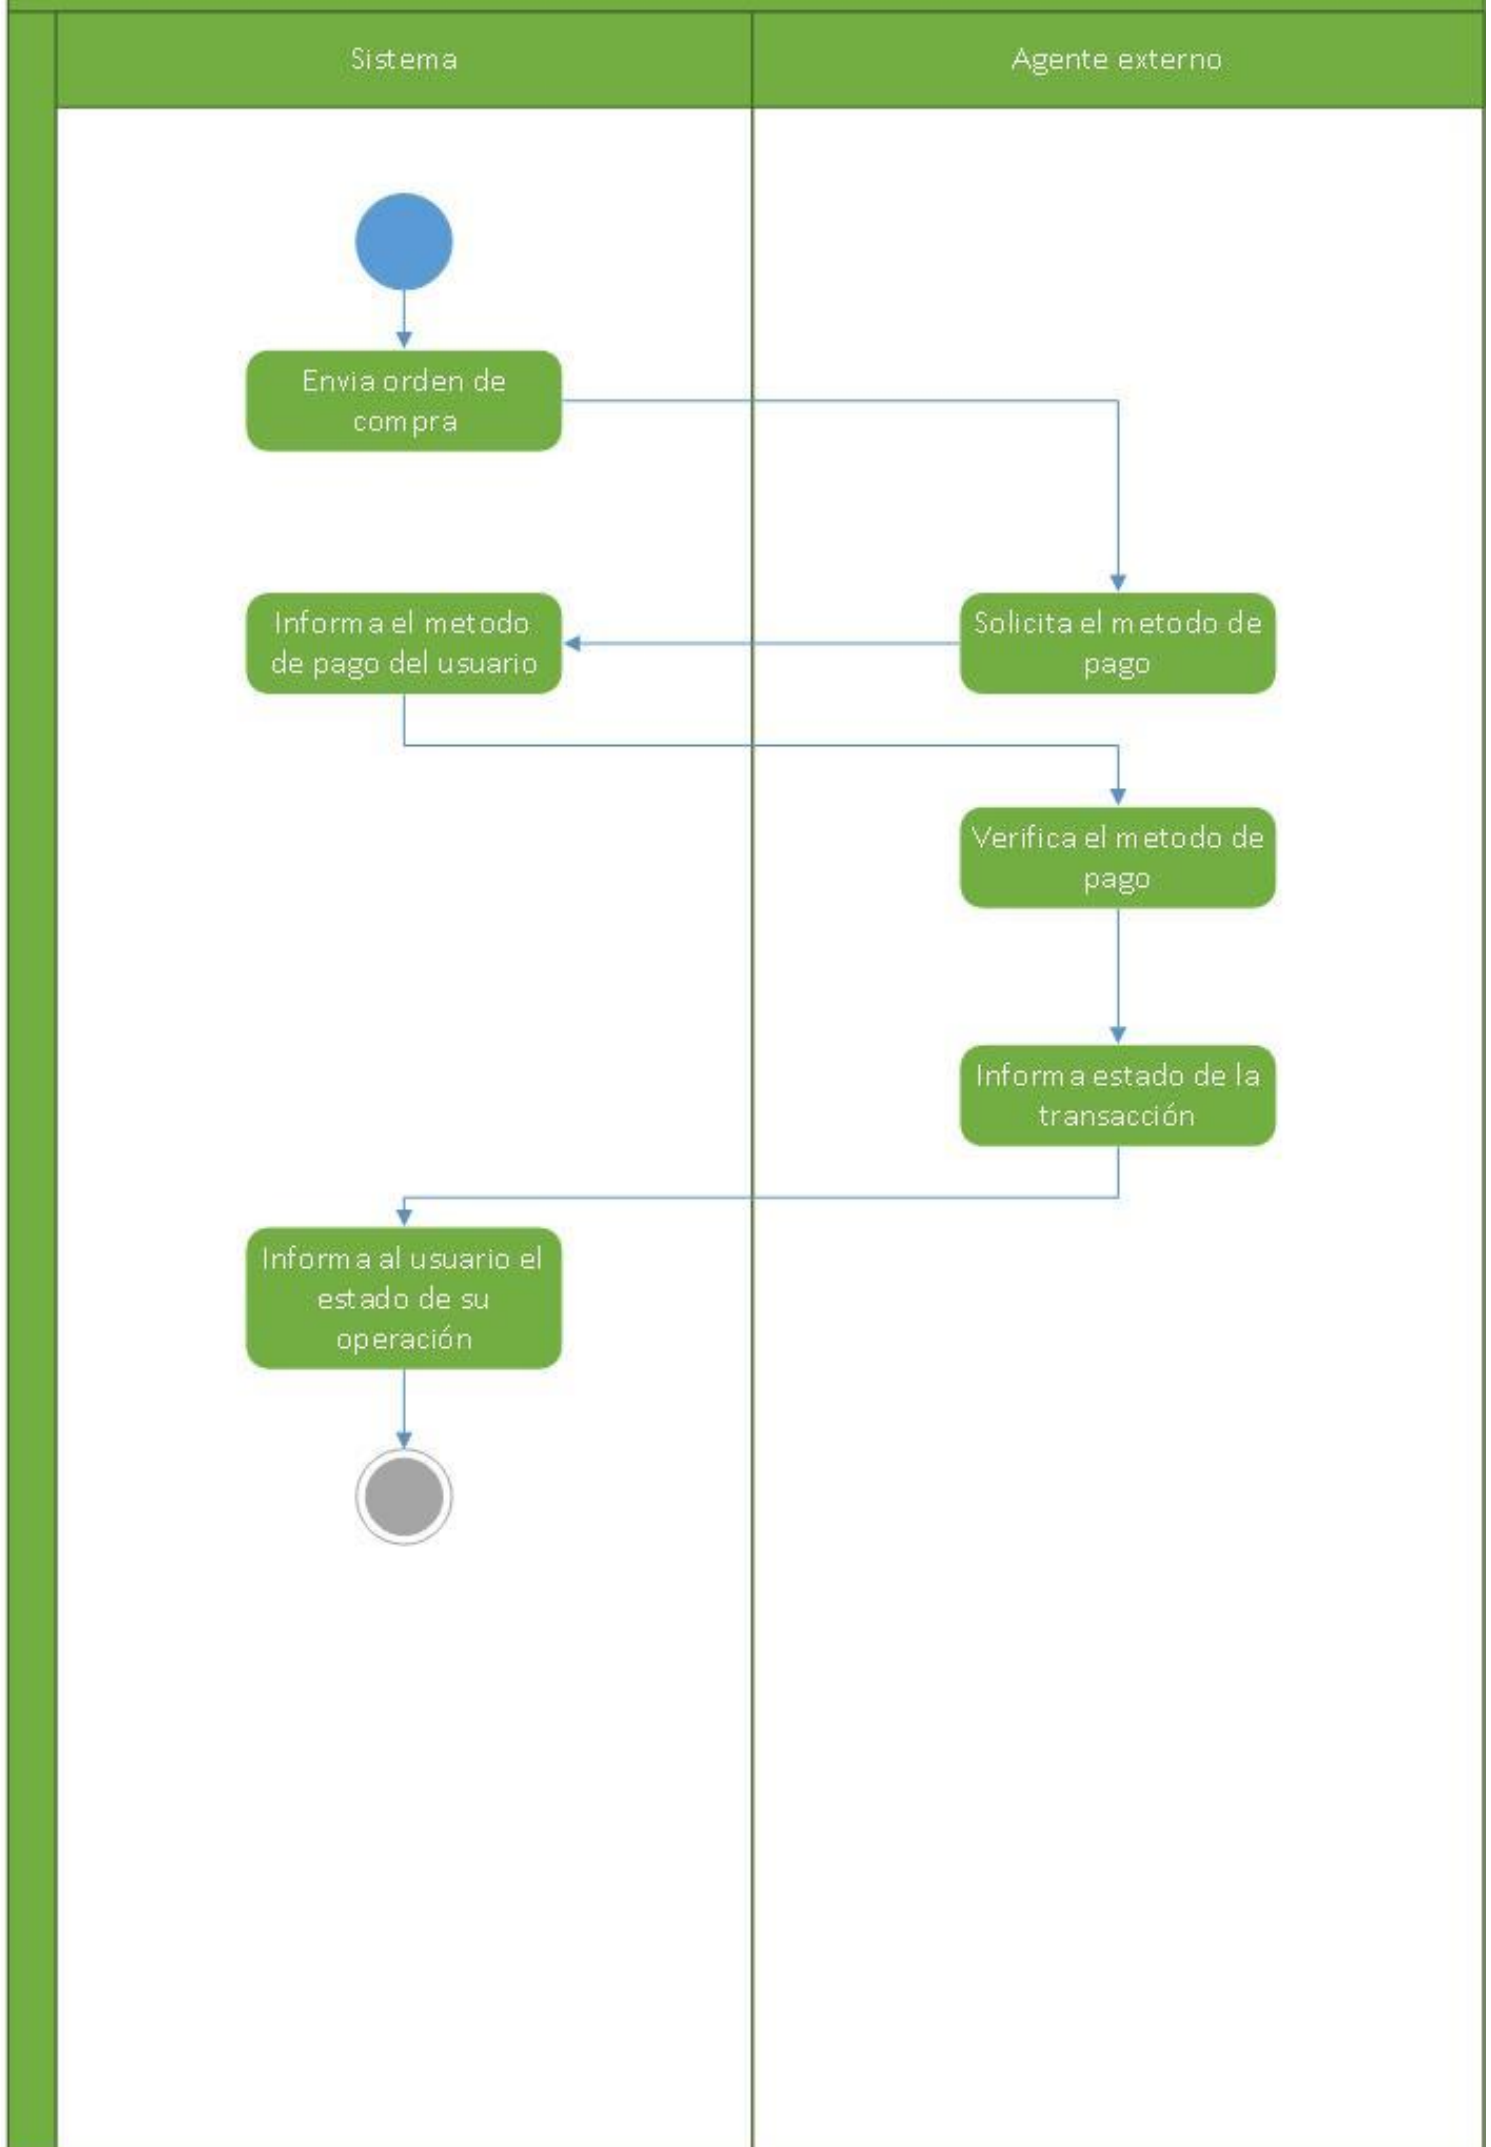 Sistema
Agente externo
Envia orden de
compra
Informa el metodo
de pago del usuario
Solicita el metodo de
pago
Verifica el metodo de
pago
Informa estado de la
transacción
Informa al usuario el
estado de su
operación